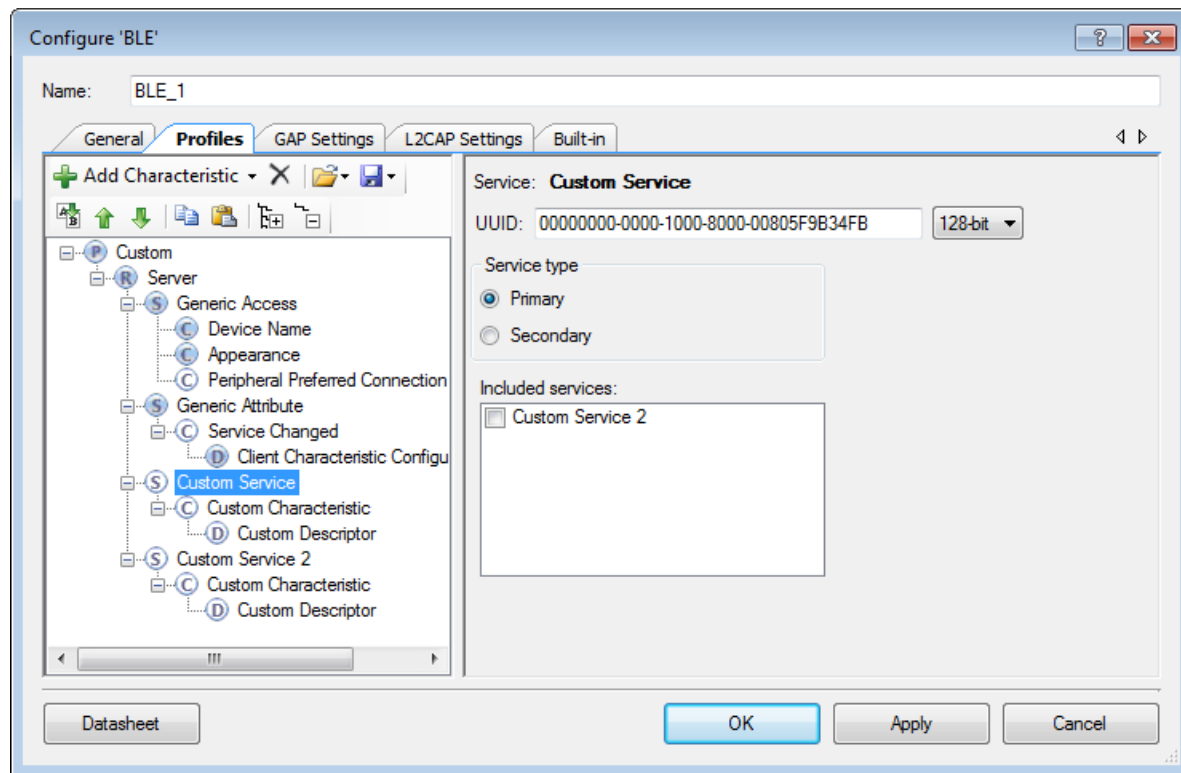 Configure 'BLE'
?
Name: BLE_1
General Profiles GAP Settings L2CAP Settings Built-in
Add Characteristic
A B
P Custom
R Server
S Generic Access
C Device Name
C Appearance
C Peripheral Preferred Connection
S Generic Attribute
C Service Changed
D Client Characteristic Configu
S Custom Service
C Custom Characteristic
D Custom Descriptor
S Custom Service 2
C Custom Characteristic
D Custom Descriptor
Service: Custom Service
UUID: 00000000-0000-1000-8000-00805F9B34FB 128-bit
Service type
Primary
Secondary
Included services:
Custom Service 2
Datasheet OK Apply Cancel